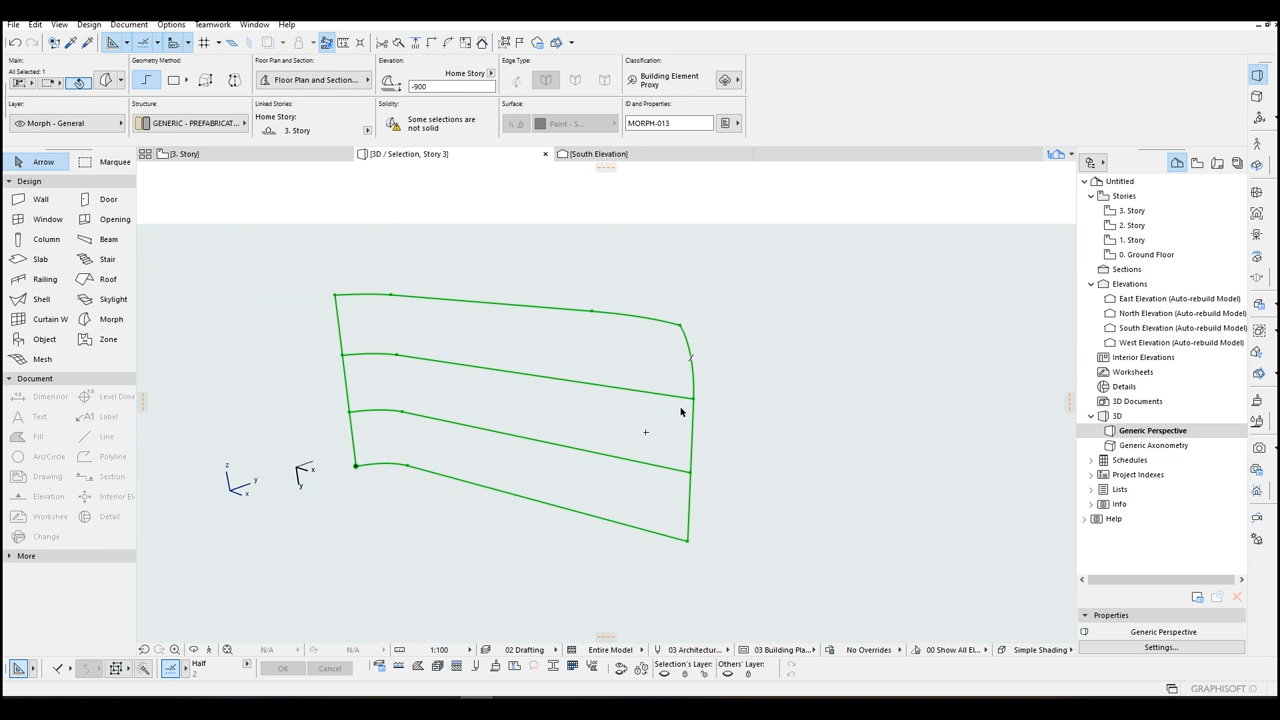 File Edit View Design Document Options Teamwork Window Help
Main:
All Selected: 1
Geometry Method:
Floor Plan and Section:
Floor Plan and Section...
Elevation:
Home Story
-900
Edge Type:
Classification:
Building Element
Proxy
Layer:
Morph - General
Structure:
GENERIC - PREFABRICAT...
Linked Stories:
Home Story:
3. Story
Solidity:
Some selections are
not solid
Surface:
Paint - S...
ID and Properties:
MORPH-013
Arrow Marquee
[3. Story]
[3D / Selection, Story 3]
[South Elevation]
Design
Wall Door
Window Opening
Column Beam
Slab Stair
Railing Roof
Shell Skylight
Curtain W Morph
Object Zone
Mesh
Document
Dimension Level Dime
Text Label
Fill Line
Arc/Circle Polyline
Drawing Section
Elevation Interior El
Workshee Detail
Change
More
z
y
x
x
y
Untitled
Stories
3. Story
2. Story
1. Story
0. Ground Floor
Sections
Elevations
East Elevation (Auto-rebuild Model)
North Elevation (Auto-rebuild Model)
South Elevation (Auto-rebuild Model)
West Elevation (Auto-rebuild Model)
Interior Elevations
Worksheets
Details
3D Documents
3D
Generic Perspective
Generic Axonometry
Schedules
Project Indexes
Lists
Info
Help
Properties
Generic Perspective
Settings...
N/A N/A 1:100 02 Drafting Entire Model 03 Architectur... 03 Building Pla... No Overrides 00 Show All El... Simple Shading
Half
2
OK Cancel
Selection's Layer: Others' Layer:
GRAPHISOFT ID